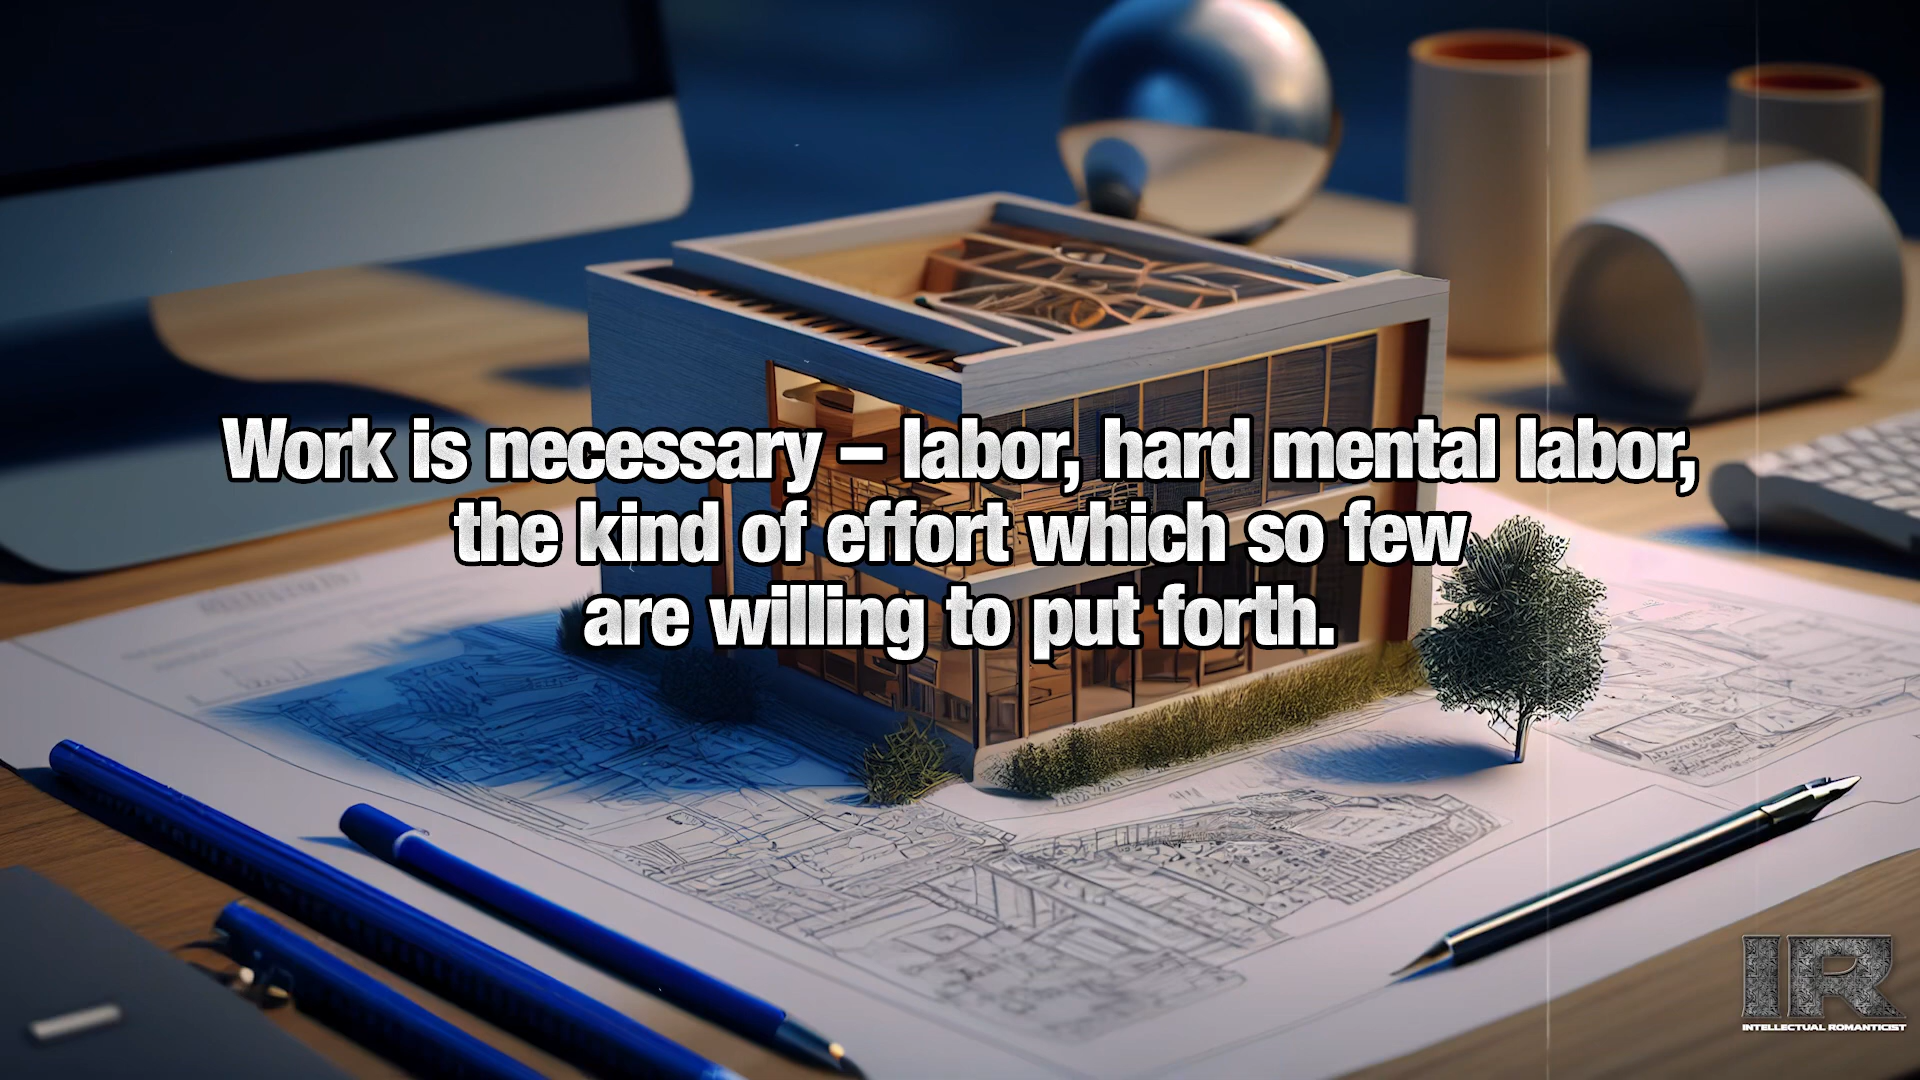 Work is necessary – labor, hard mental labor,
the kind of effort which so few
are willing to put forth.
IR
INTELLECTUAL ROMANTICIST